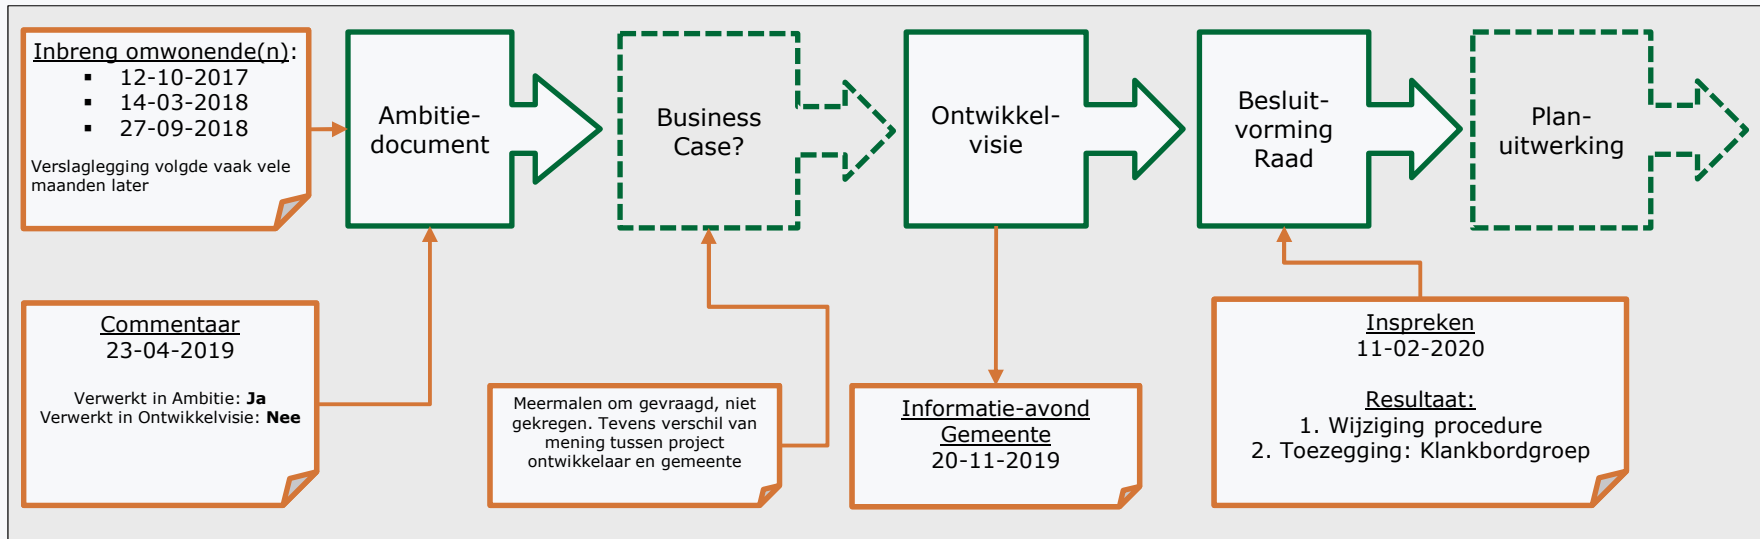 Inbreng omwonende(n):
▪ 12-10-2017
▪ 14-03-2018
▪ 27-09-2018
Verslaglegging volgde vaak vele
maanden later
Ambitie-
document
Business
Case?
Ontwikkel-
visie
Besluit-
vorming
Raad
Plan-
uitwerking
Commentaar
23-04-2019
Verwerkt in Ambitie: Ja
Verwerkt in Ontwikkelvisie: Nee
Meermalen om gevraagd, niet
gekregen. Tevens verschil van
mening tussen project
ontwikkelaar en gemeente
Informatie-avond
Gemeente
20-11-2019
Inspreken
11-02-2020
Resultaat:
1. Wijziging procedure
2. Toezegging: Klankbordgroep